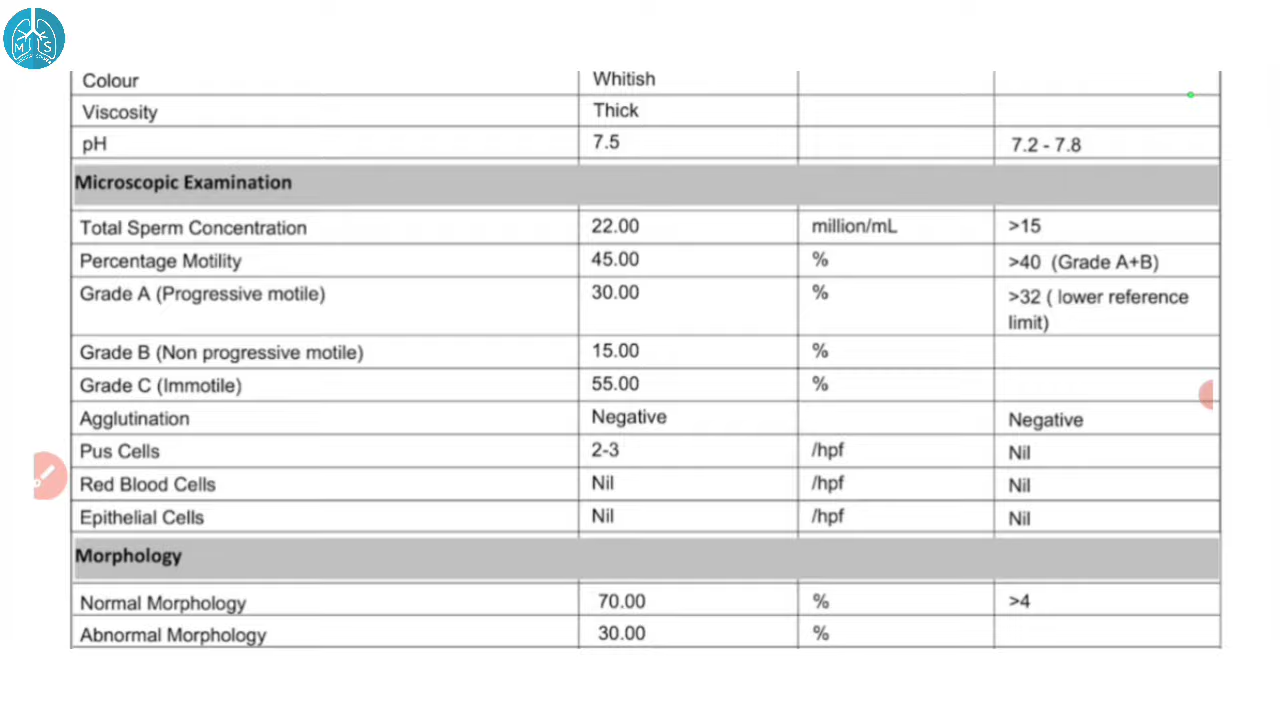 M S
Colour Whitish
Viscosity Thick
pH 7.5 7.2 - 7.8
Microscopic Examination
Total Sperm Concentration 22.00 million/mL >15
Percentage Motility 45.00 % >40 (Grade A+B)
Grade A (Progressive motile) 30.00 % >32 ( lower reference
limit)
Grade B (Non progressive motile) 15.00 %
Grade C (Immotile) 55.00 %
Agglutination Negative Negative
Pus Cells 2-3 /hpf Nil
Red Blood Cells Nil /hpf Nil
Epithelial Cells Nil /hpf Nil
Morphology
Normal Morphology 70.00 % >4
Abnormal Morphology 30.00 %